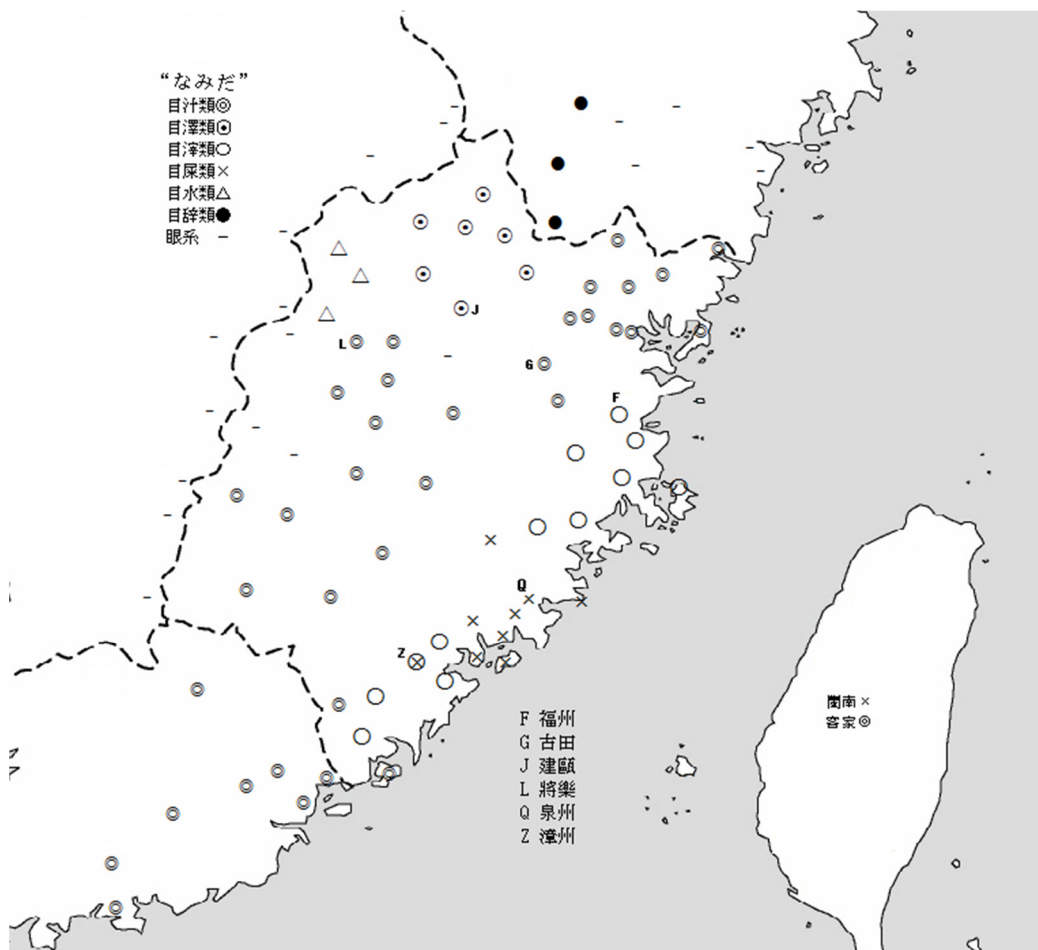 “なみだ”
目汁類◎
目澤類☉
目滓類○
目屎類×
目水類△
目辞類●
眼系 −
J
L
G
F
Q
Z
閩南×
客家◎
F 福州
G 古田
J 建甌
L 將樂
Q 泉州
Z 漳州